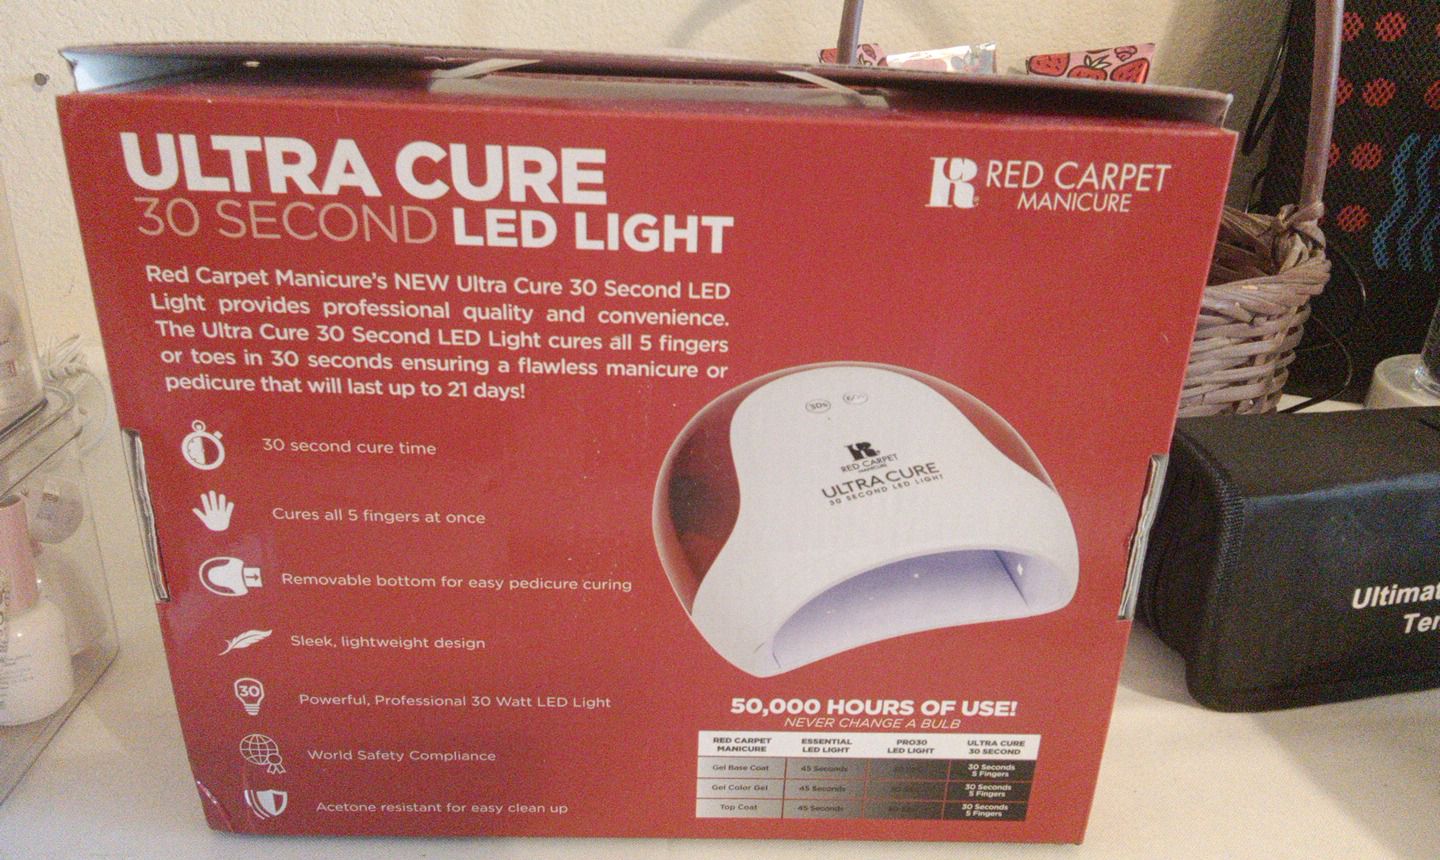 ULTRA CURE
30 SECOND LED LIGHT
RED CARPET
MANICURE
Red Carpet Manicure's NEW Ultra Cure 30 Second LED
Light provides professional quality and convenience.
The Ultra Cure 30 Second LED Light cures all 5 fingers
or toes in 30 seconds ensuring a flawless manicure or
pedicure that will last up to 21 days!
30 second cure time
Cures all 5 fingers at once
Removable bottom for easy pedicure curing
Sleek, lightweight design
30
Powerful, Professional 30 Watt LED Light
World Safety Compliance
Acetone resistant for easy clean up
30s 60s
RED CARPET
MANICURE
ULTRA CURE
30 SECOND LED LIGHT
50,000 HOURS OF USE!
NEVER CHANGE A BULB
RED CARPET MANICURE ESSENTIAL LED LIGHT PRO30 LED LIGHT ULTRA CURE 30 SECOND
Gel Base Coat 45 Seconds 30 Seconds 5 Fingers
Gel Color Gel 45 Seconds 30 Seconds 5 Fingers
Top Coat 45 Seconds 30 Seconds 5 Fingers